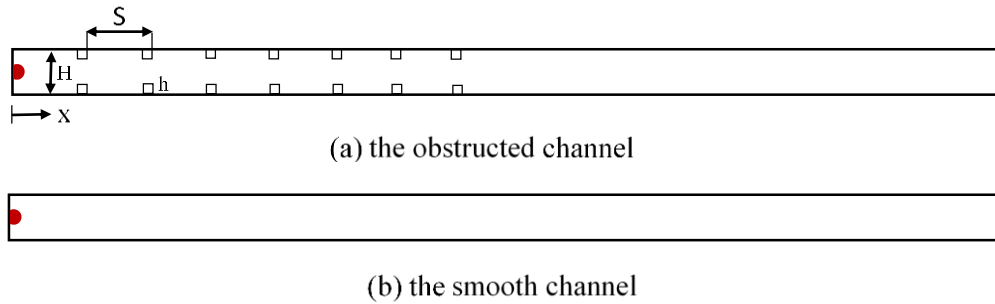 S
H
h
X
(a) the obstructed channel
(b) the smooth channel